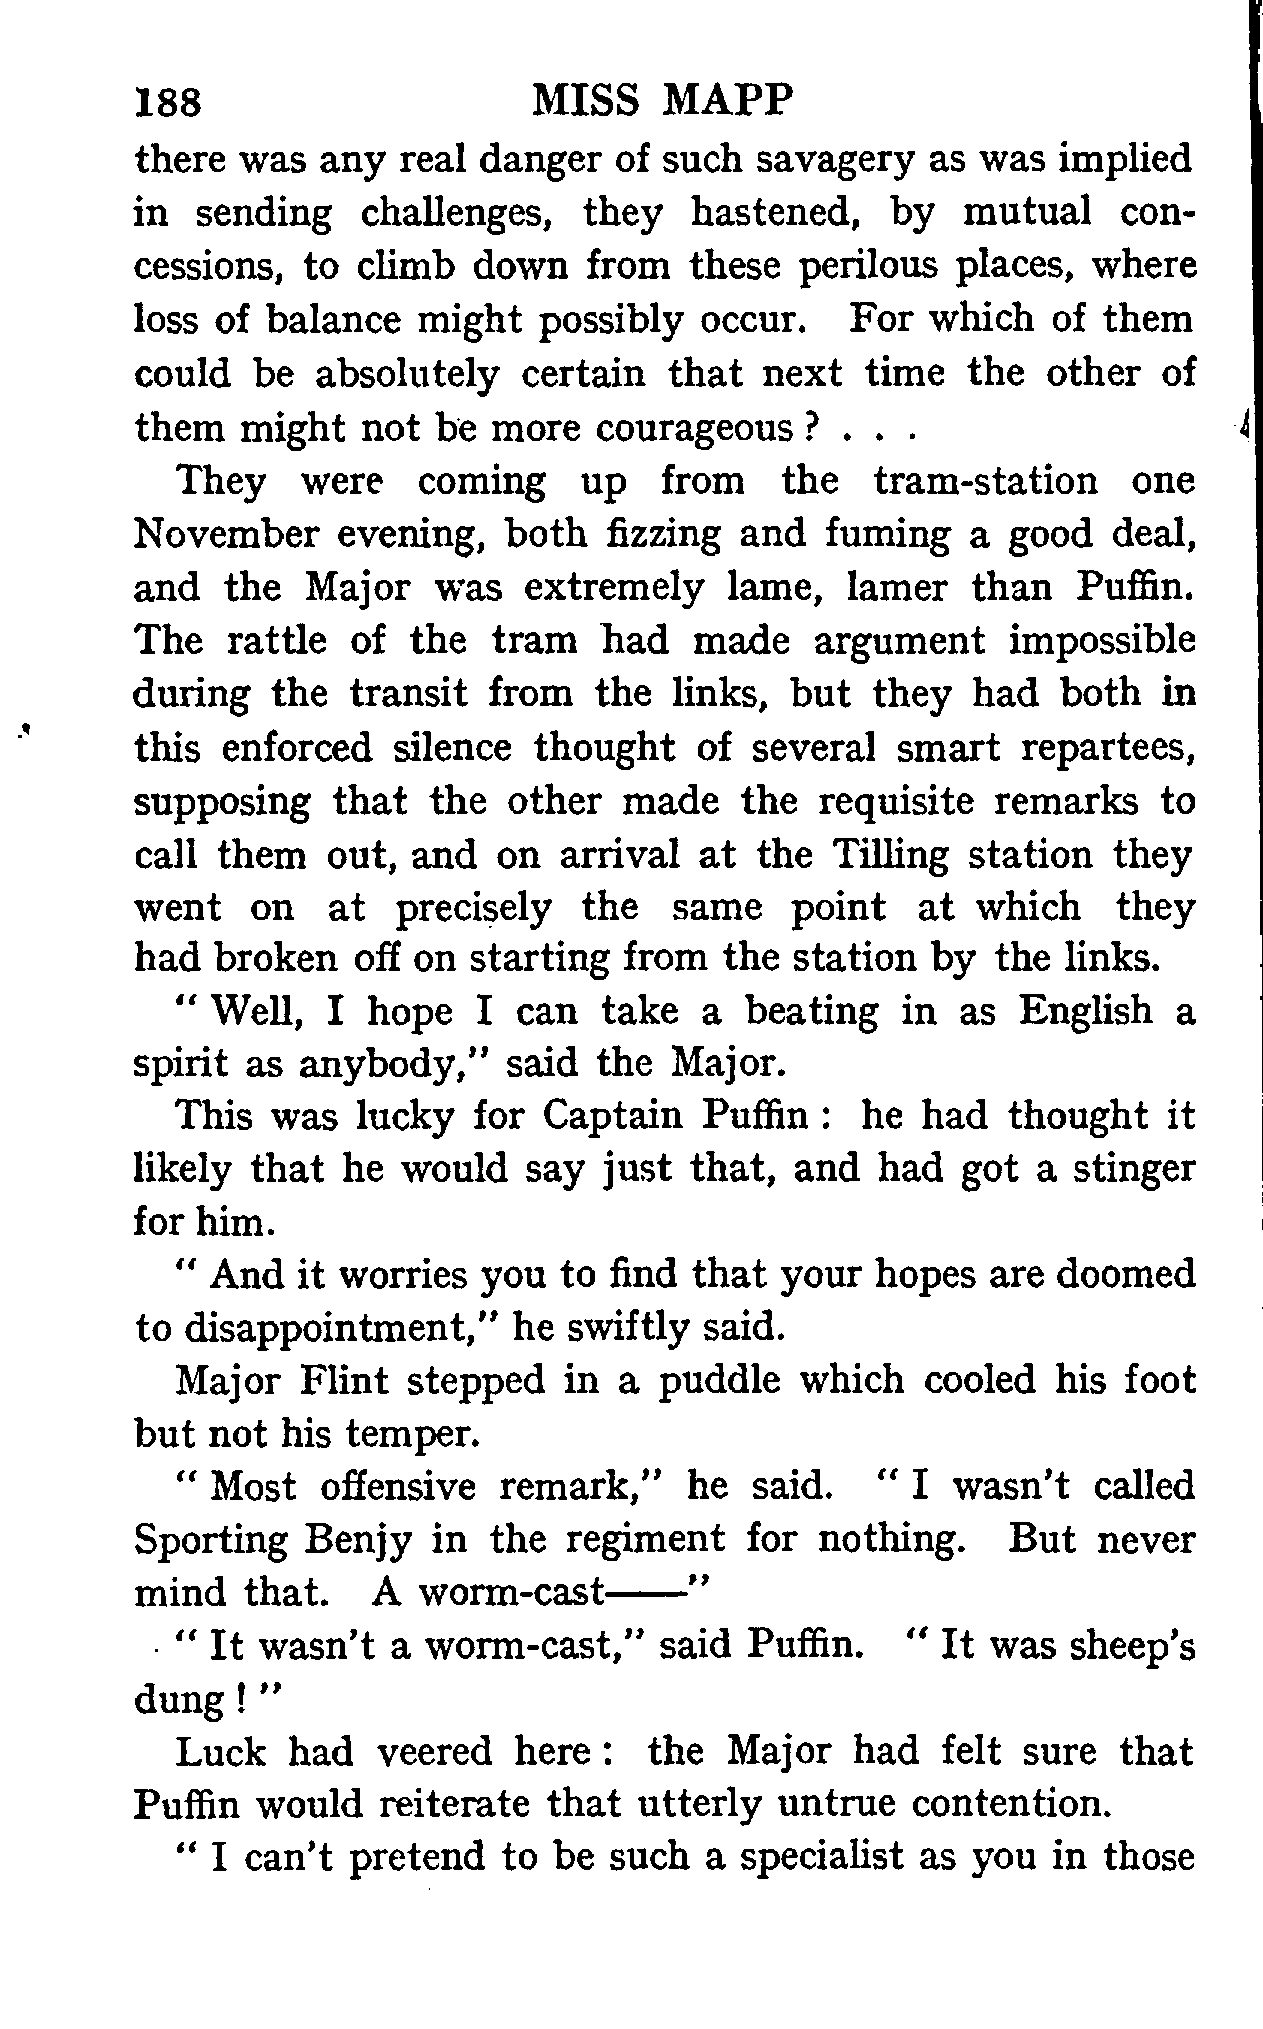 188 MISS MAPP
there was any real danger of such savagery as was implied
in sending challenges, they hastened, by mutual con-
cessions, to climb down from these perilous places, where
loss of balance might possibly occur. For which of them
could be absolutely certain that next time the other of
them might not be more courageous ? . . .
They were coming up from the tram-station one
November evening, both fizzing and fuming a good deal,
and the Major was extremely lame, lamer than Puffin.
The rattle of the tram had made argument impossible
during the transit from the links, but they had both in
this enforced silence thought of several smart repartees,
supposing that the other made the requisite remarks to
call them out, and on arrival at the Tilling station they
went on at precisely the same point at which they
had broken off on starting from the station by the links.
“ Well, I hope I can take a beating in as English a
spirit as anybody,” said the Major.
This was lucky for Captain Puffin : he had thought it
likely that he would say just that, and had got a stinger
for him.
“ And it worries you to find that your hopes are doomed
to disappointment,” he swiftly said.
Major Flint stepped in a puddle which cooled his foot
but not his temper.
“ Most offensive remark,” he said. “ I wasn’t called
Sporting Benjy in the regiment for nothing. But never
mind that. A worm-cast——”
“ It wasn’t a worm-cast,” said Puffin. “ It was sheep’s
dung ! ”
Luck had veered here : the Major had felt sure that
Puffin would reiterate that utterly untrue contention.
“ I can’t pretend to be such a specialist as you in those